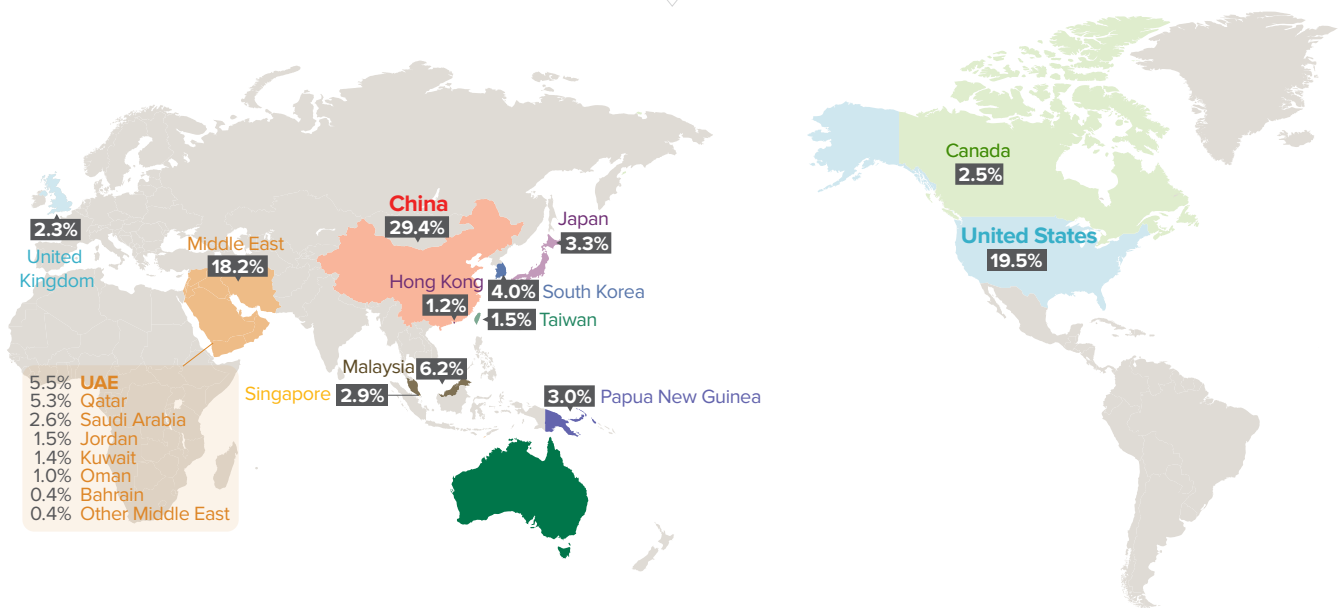 Canada
2.5%
China
29.4%
Japan
3.3%
2.3%
United
Kingdom
Middle East
18.2%
United States
19.5%
Hong Kong
1.2%
4.0% South Korea
1.5% Taiwan
Malaysia 6.2%
Singapore 2.9%
3.0% Papua New Guinea
5.5% UAE
5.3% Qatar
2.6% Saudi Arabia
1.5% Jordan
1.4% Kuwait
1.0% Oman
0.4% Bahrain
0.4% Other Middle East